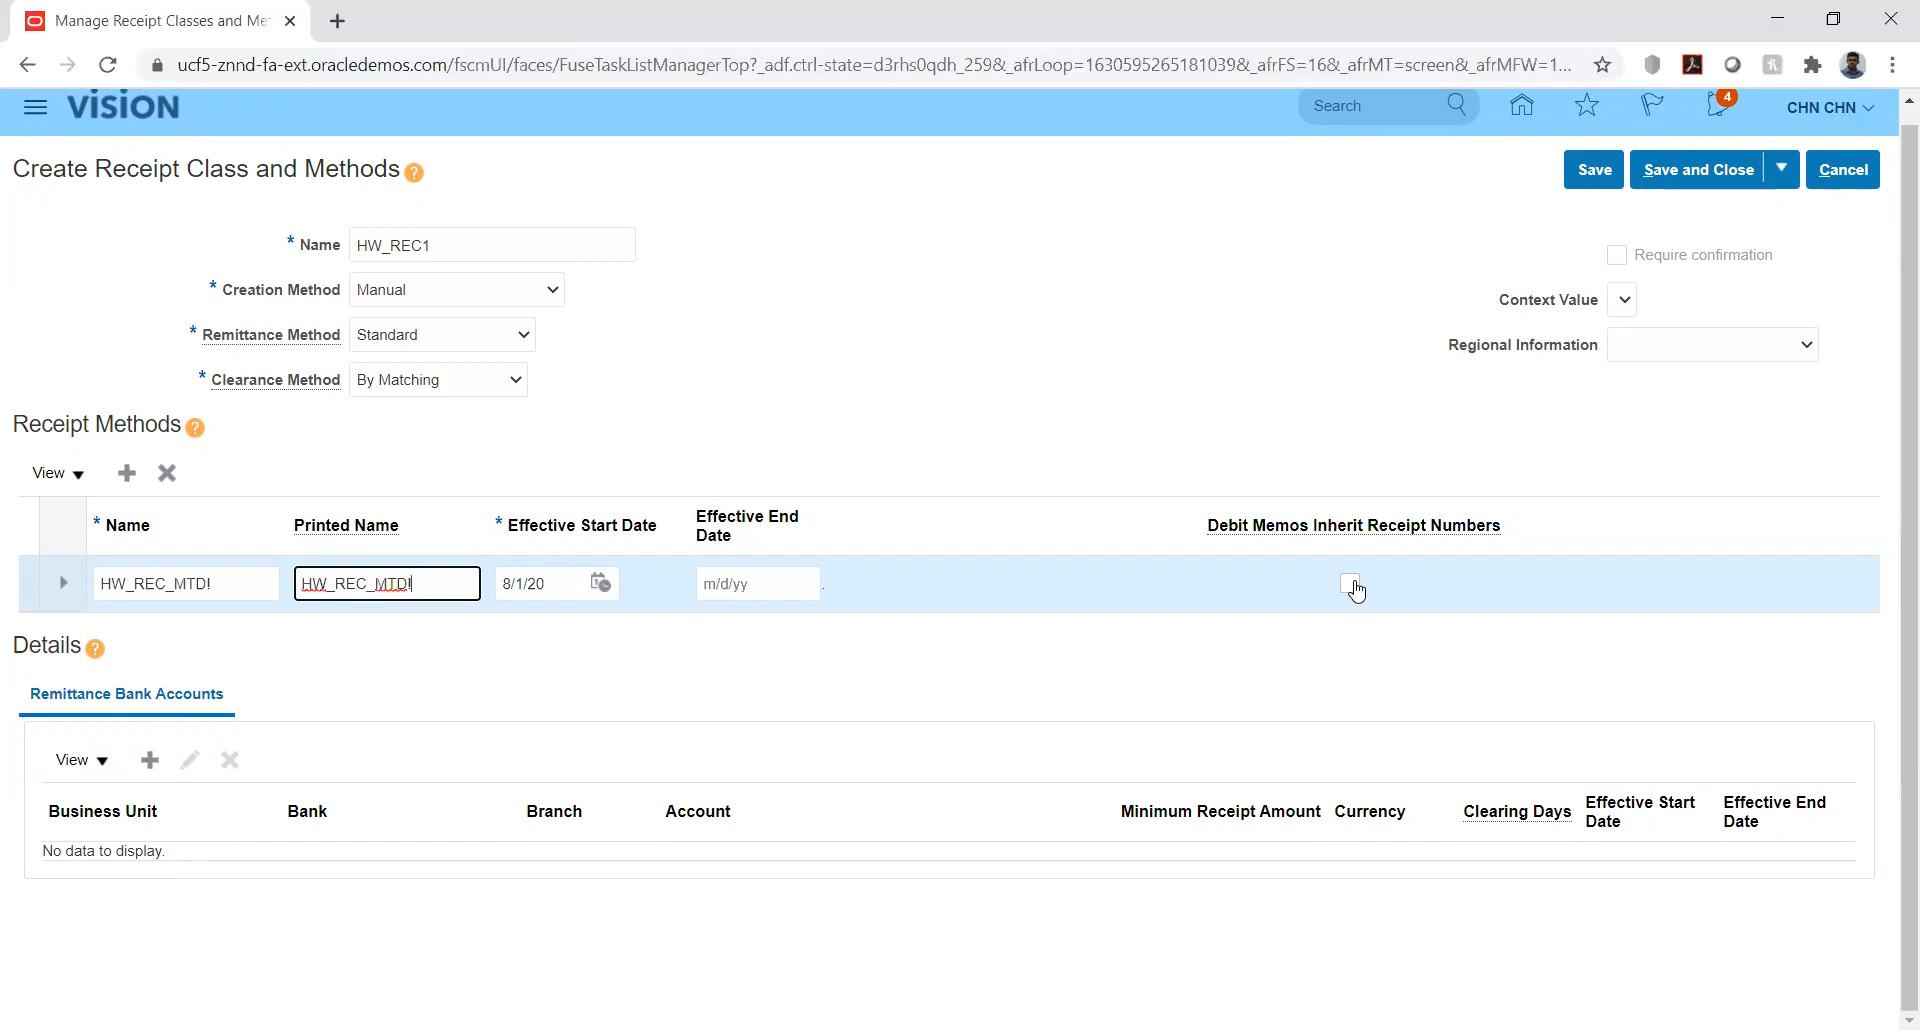 Manage Receipt Classes and Me
ucf5-znnd-fa-ext.oracledemos.com/fscmUI/faces/FuseTaskListManagerTop?_adf.ctrl-state=d3rhs0qdh_259&_afrLoop=1630595265181039&_afrFS=16&_afrMT=screen&_afrMFW=1...
VISION
Search
4
CHN CHN
Create Receipt Class and Methods ?
Save
Save and Close
Cancel
* Name HW_REC1
Require confirmation
* Creation Method Manual
Context Value
* Remittance Method Standard
Regional Information
* Clearance Method By Matching
Receipt Methods ?
View
* Name Printed Name * Effective Start Date Effective End Date Debit Memos Inherit Receipt Numbers
HW_REC_MTD! HW_REC_MTD! 8/1/20 m/d/yy
Details ?
Remittance Bank Accounts
View
Business Unit Bank Branch Account Minimum Receipt Amount Currency Clearing Days Effective Start Date Effective End Date
No data to display.